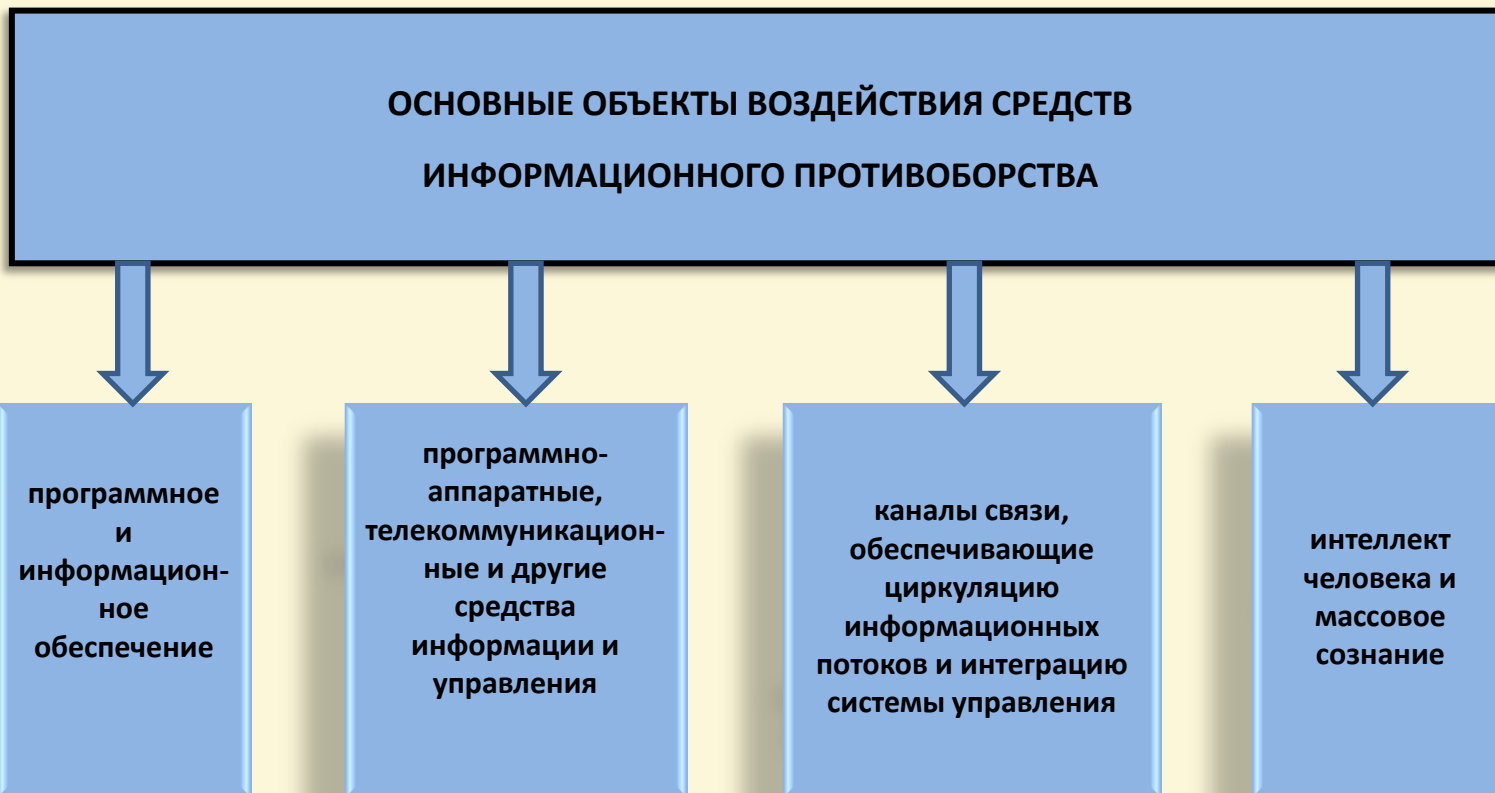 ОСНОВНЫЕ ОБЪЕКТЫ ВОЗДЕЙСТВИЯ СРЕДСТВ
ИНФОРМАЦИОННОГО ПРОТИВОБОРСТВА
программное
и
информацион-
ное
обеспечение
программно-
аппаратные,
телекоммуникацион-
ные и другие
средства
информации и
управления
каналы связи,
обеспечивающие
циркуляцию
информационных
потоков и интеграцию
системы управления
интеллект
человека и
массовое
сознание